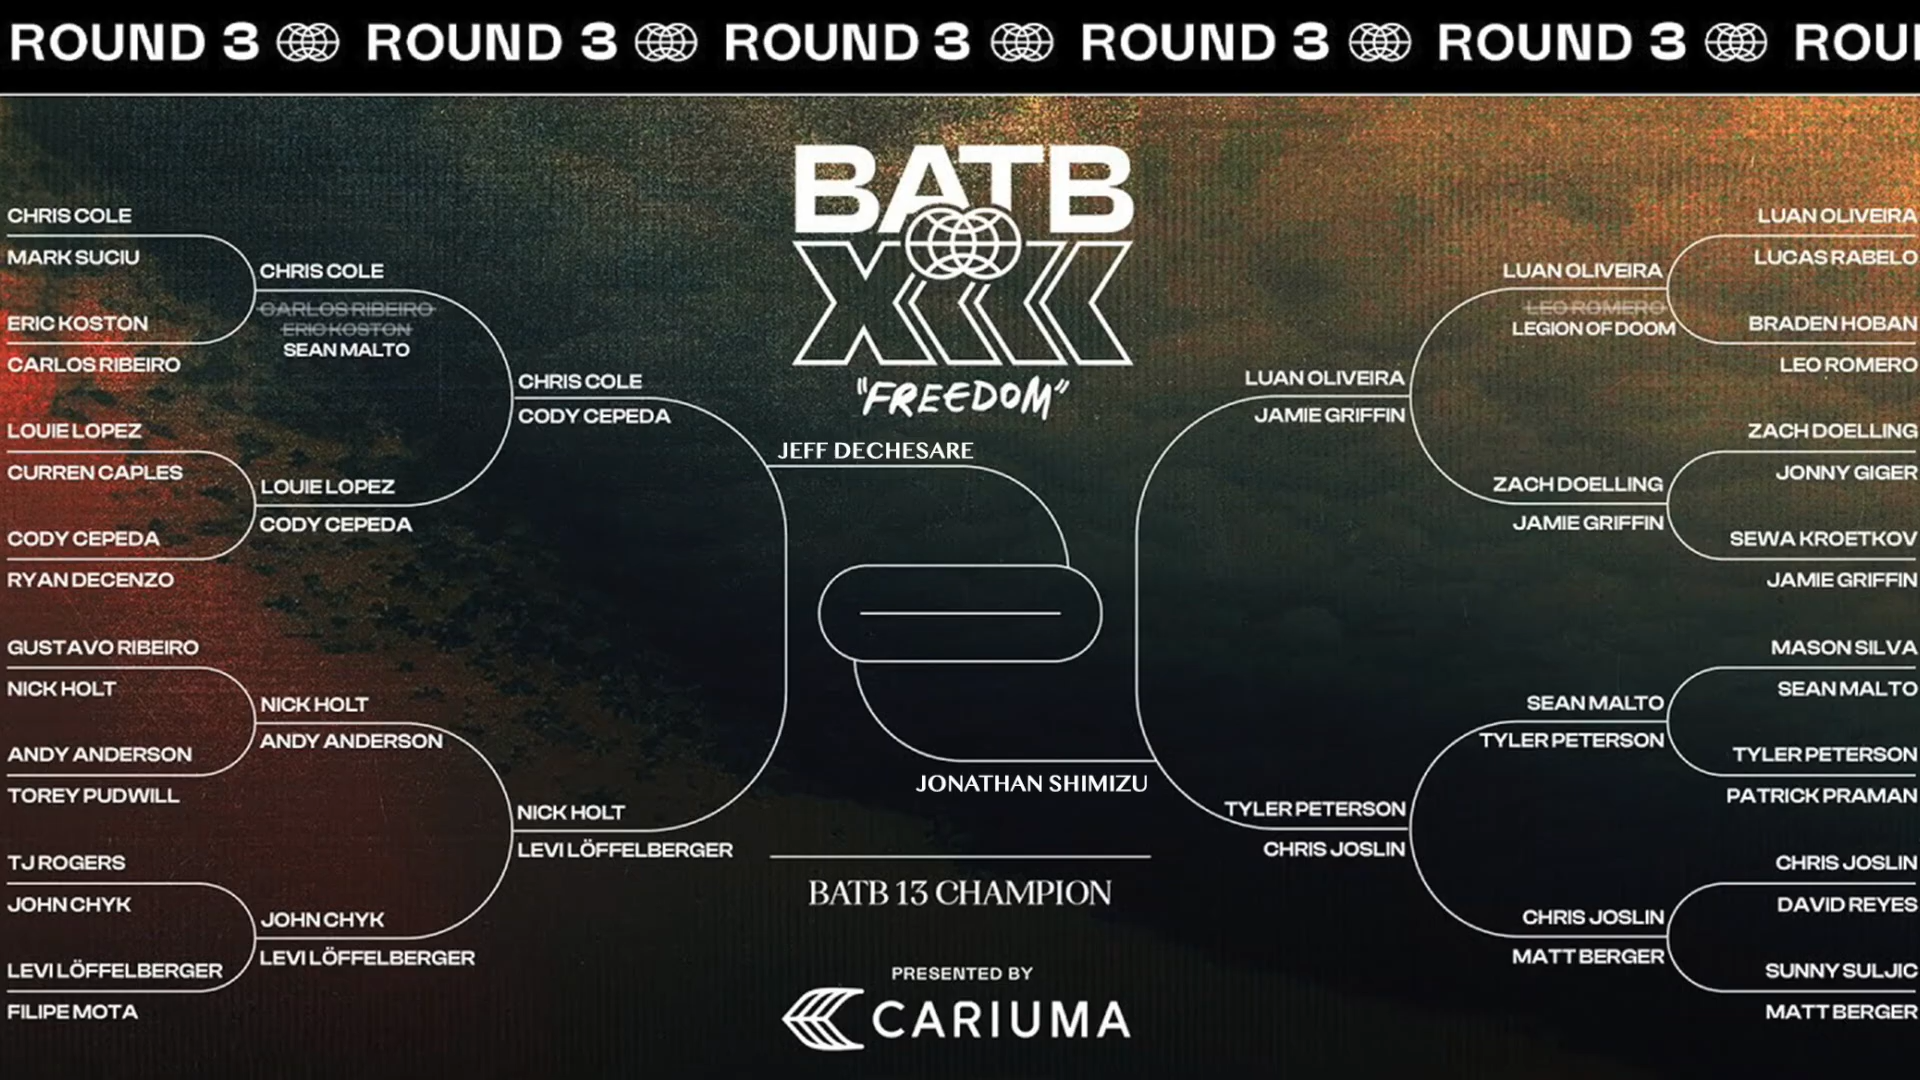 ROUND 3 ROUND 3 ROUND 3 ROUND 3 ROUND 3 ROU
BATB
XIII
"FREEDOM"
CHRIS COLE
MARK SUCIU
ERIC KOSTON
CARLOS RIBEIRO
LOUIE LOPEZ
CURREN CAPLES
CODY CEPEDA
RYAN DECENZO
GUSTAVO RIBEIRO
NICK HOLT
ANDY ANDERSON
TOREY PUDWILL
TJ ROGERS
JOHN CHYK
LEVI LÖFFELBERGER
FILIPE MOTA
CHRIS COLE
CARLOS RIBEIRO
ERIC KOSTON
SEAN MALTO
LOUIE LOPEZ
CODY CEPEDA
NICK HOLT
ANDY ANDERSON
JOHN CHYK
LEVI LÖFFELBERGER
CHRIS COLE
CODY CEPEDA
NICK HOLT
LEVI LÖFFELBERGER
JEFF DECHESARE
JONATHAN SHIMIZU
BATB 13 CHAMPION
PRESENTED BY
CARIUMA
LUAN OLIVEIRA
JAMIE GRIFFIN
TYLER PETERSON
CHRIS JOSLIN
LUAN OLIVEIRA
LEO ROMERO
LEGION OF DOOM
ZACH DOELLING
JAMIE GRIFFIN
SEAN MALTO
TYLER PETERSON
CHRIS JOSLIN
MATT BERGER
LUAN OLIVEIRA
LUCAS RABELO
BRADEN HOBAN
LEO ROMERO
ZACH DOELLING
JONNY GIGER
SEWA KROETKOV
JAMIE GRIFFIN
MASON SILVA
SEAN MALTO
TYLER PETERSON
PATRICK PRAMAN
CHRIS JOSLIN
DAVID REYES
SUNNY SULJIC
MATT BERGER